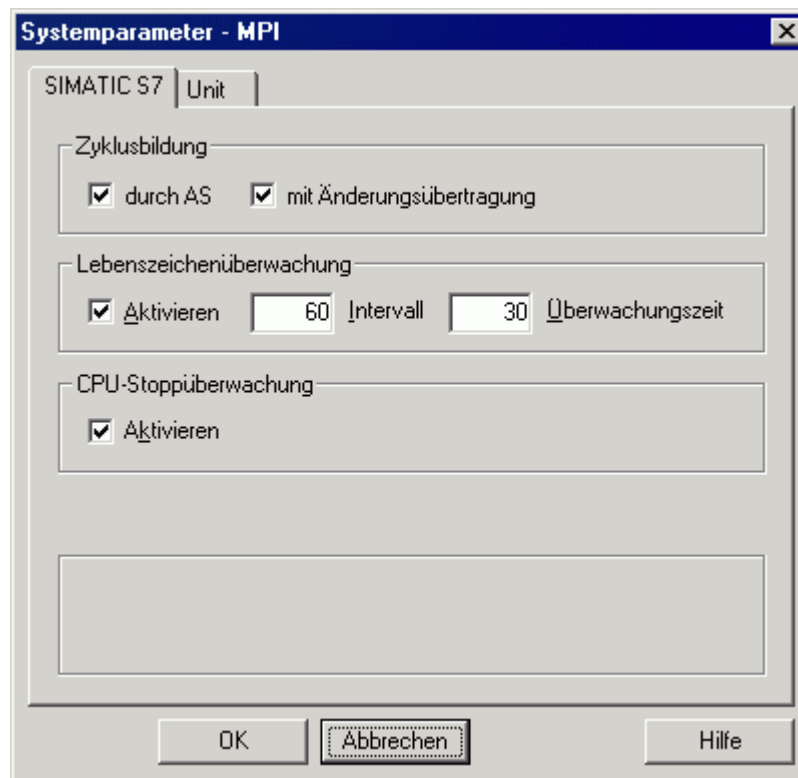 Systemparameter - MPI
SIMATIC S7 Unit
Zyklusbildung
durch AS mit Änderungsübertragung
Lebenszeichenüberwachung
Aktivieren 60 Intervall 30 Überwachungszeit
CPU-Stoppüberwachung
Aktivieren
OK Abbrechen Hilfe